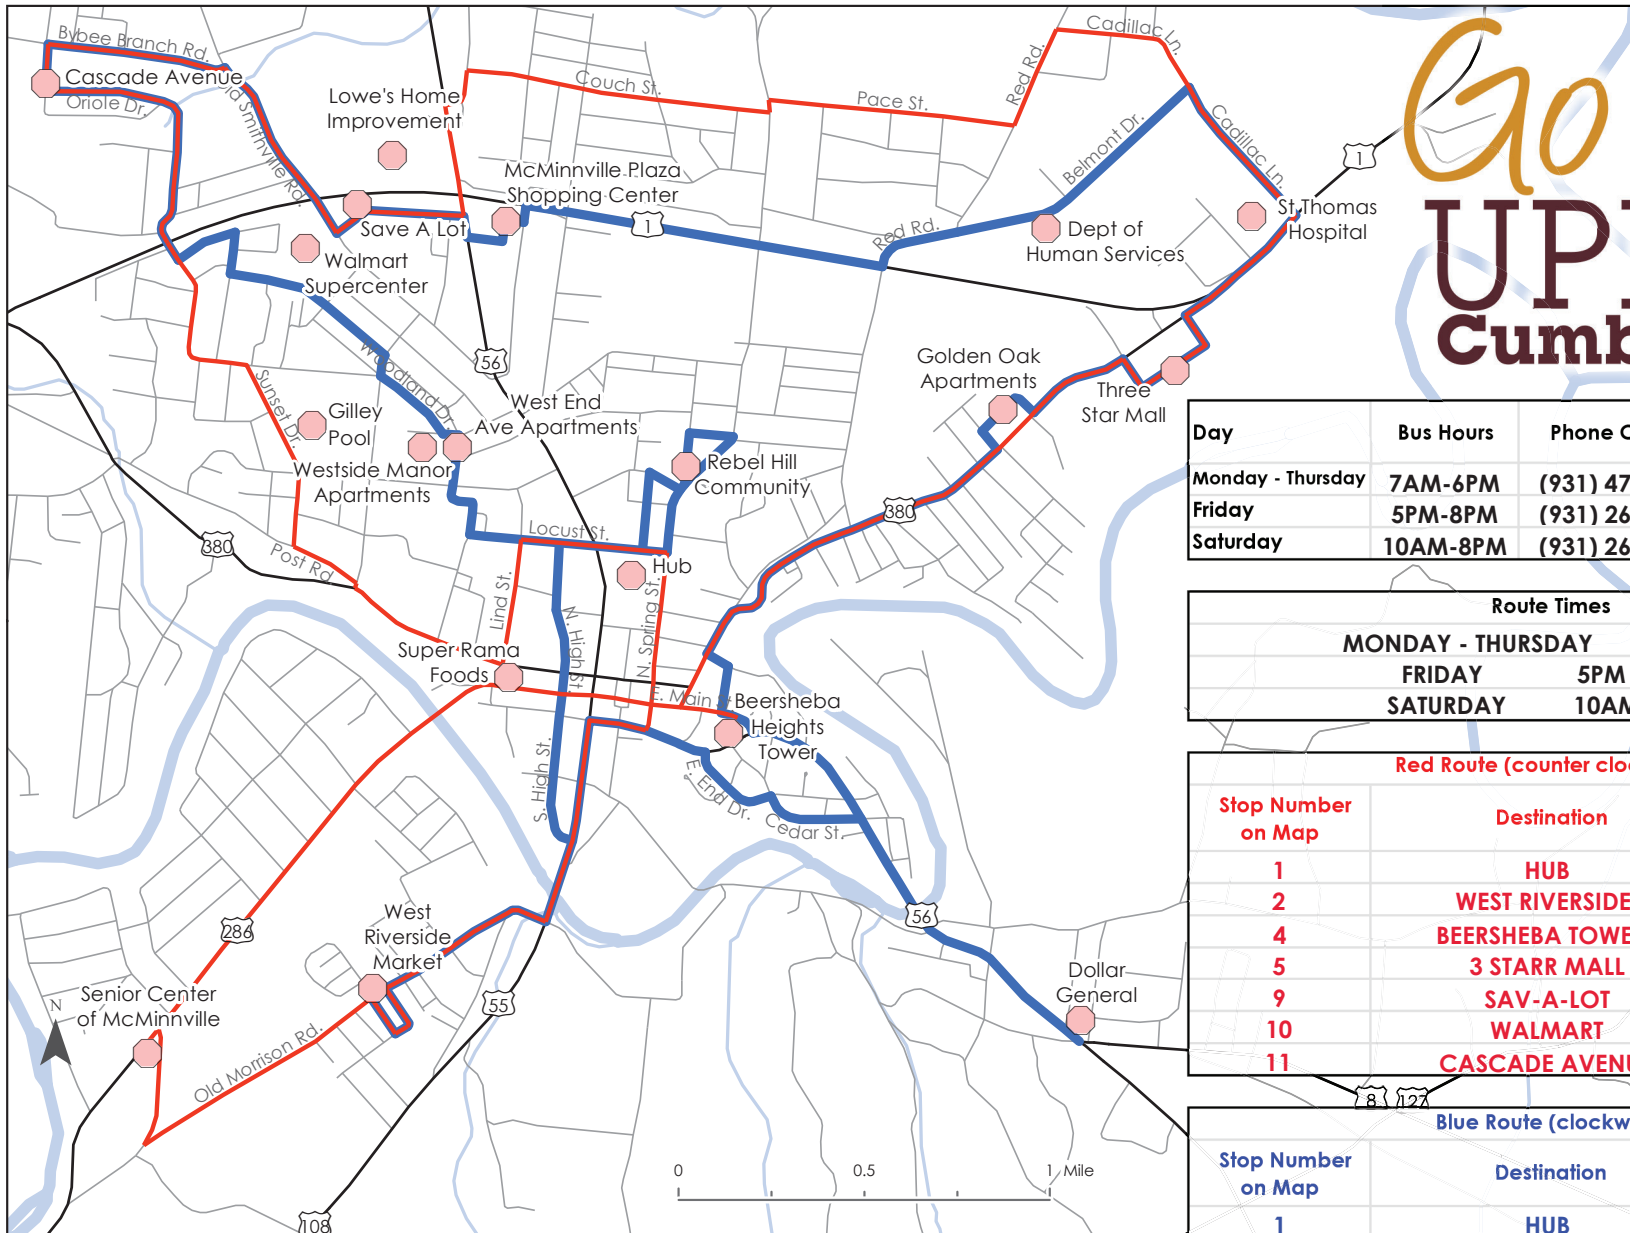 Bybee Branch Rd.
Cascade Avenue
Oriole Dr.
Old Smithville Rd.
Lowe's Home
Improvement
Couch St.
Pace St.
Red Rd.
Cadillac Ln.
Cadillac Ln.
Belmont Dr.
1
Go
UP
Cumb
McMinnville Plaza
Shopping Center
Save A Lot
1
Red Rd.
Dept of
Human Services
St Thomas
Hospital
Walmart
Supercenter
Woodland Dr.
56
Golden Oak
Apartments
Three
Star Mall
Sunset Dr.
Gilley
Pool
West End
Ave Apartments
Westside Manor
Apartments
Rebel Hill
Community
380
380
Post Rd.
Locust St.
Hub
Lind St.
N. High St.
N. Spring St.
Super Rama
Foods
E. Main St.
Beersheba
Heights
Tower
S. High St.
E. End Dr.
Cedar St.
56
286
West
Riverside
Market
55
Dollar
General
Senior Center
of McMinnville
N
Old Morrison Rd.
108
0 0.5 1 Mile
Day Bus Hours Phone
Monday - Thursday 7AM-6PM (931) 47
Friday 5PM-8PM (931) 26
Saturday 10AM-8PM (931) 26
Route Times
MONDAY - THURSDAY
FRIDAY 5PM
SATURDAY 10AM
Red Route (counter clo
Stop Number
on Map
Destination
1 HUB
2 WEST RIVERSIDE
4 BEERSHEBA TOWE
5 3 STARR MALL
9 SAV-A-LOT
10 WALMART
11 CASCADE AVENU
8 127
Blue Route (clockw
Stop Number
on Map
Destination
1 HUB